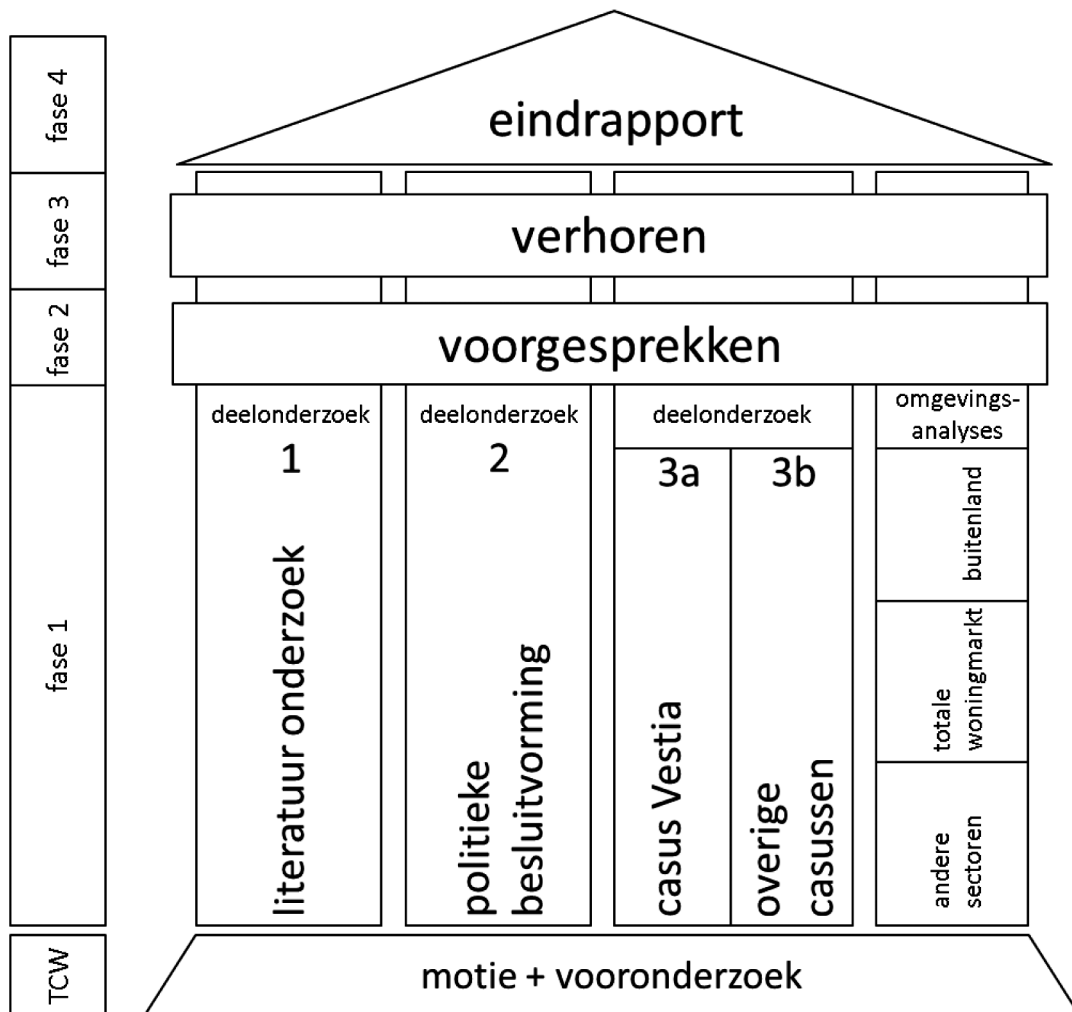 fase 4
eindrapport
fase 3
verhoren
fase 2
voorgesprekken
fase 1
deelonderzoek
1
literatuur onderzoek
deelonderzoek
2
politieke
besluitvorming
deelonderzoek
3a
casus Vestia
3b
overige
casussen
omgevings-
analyses
buitenland
totale
woningmarkt
andere
sectoren
TCW
motie + vooronderzoek